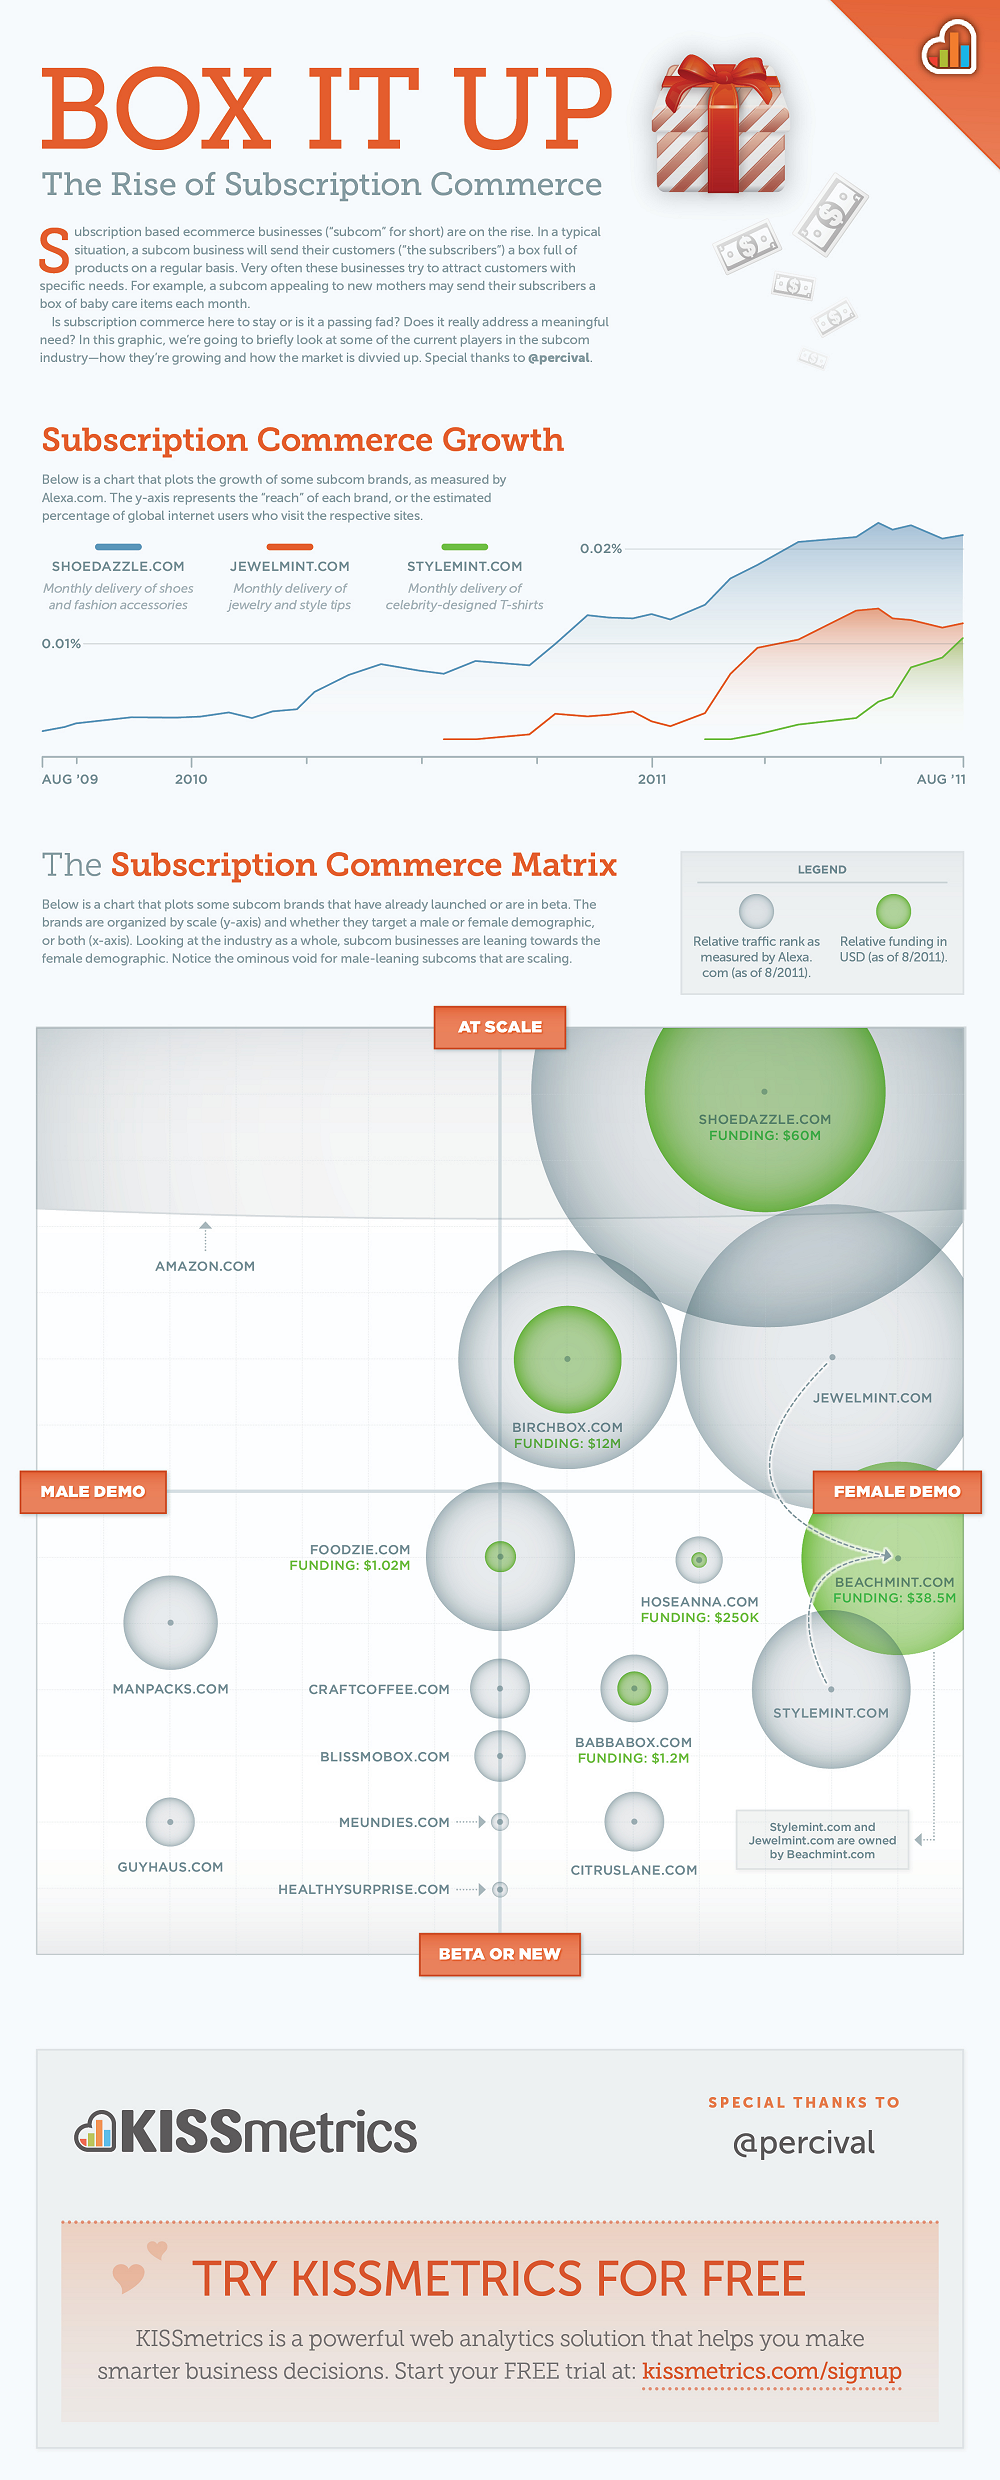 BOX IT UP
The Rise of Subscription Commerce
Subscription based ecommerce businesses ("subcom" for short) are on the rise. In a typical
situation, a subcom business will send their customers ("the subscribers") a box full of
products on a regular basis. Very often these businesses try to attract customers with
specific needs. For example, a subcom appealing to new mothers may send their subscribers a
box of baby care items each month.
Is subscription commerce here to stay or is it a passing fad? Does it really address a meaningful
need? In this graphic, we're going to briefly look at some of the current players in the subcom
industry—how they're growing and how the market is divvied up. Special thanks to @percival.
Subscription Commerce Growth
Below is a chart that plots the growth of some subcom brands, as measured by
Alexa.com. The y-axis represents the "reach" of each brand, or the estimated
percentage of global internet users who visit the respective sites.
SHOEDAZZLE.COM
Monthly delivery of shoes
and fashion accessories
JEWELMINT.COM
Monthly delivery of
jewelry and style tips
STYLEMINT.COM
Monthly delivery of
celebrity-designed T-shirts
0.02%
0.01%
AUG '09
2010
2011
AUG '11
The Subscription Commerce Matrix
Below is a chart that plots some subcom brands that have already launched or are in beta. The
brands are organized by scale (y-axis) and whether they target a male or female demographic,
or both (x-axis). Looking at the industry as a whole, subcom businesses are leaning towards the
female demographic. Notice the ominous void for male-leaning subcoms that are scaling.
LEGEND
Relative traffic rank as
measured by Alexa.
com (as of 8/2011).
Relative funding in
USD (as of 8/2011).
AT SCALE
SHOEDAZZLE.COM
FUNDING: $60M
AMAZON.COM
JEWELMINT.COM
BIRCHBOX.COM
FUNDING: $12M
MALE DEMO
FEMALE DEMO
FOODZIE.COM
FUNDING: $1.02M
BEACHMINT.COM
FUNDING: $38.5M
HOSEANNA.COM
FUNDING: $250K
MANPACKS.COM
CRAFTCOFFEE.COM
STYLEMINT.COM
BABBABOX.COM
FUNDING: $1.2M
BLISSMOBOX.COM
MEUNDIES.COM
Stylemint.com and
Jewelmint.com are owned
by Beachmint.com
GUYHAUS.COM
CITRUSLANE.COM
HEALTHYSURPRISE.COM
BETA OR NEW
KISSmetrics
SPECIAL THANKS TO
@percival
TRY KISSMETRICS FOR FREE
KISSmetrics is a powerful web analytics solution that helps you make
smarter business decisions. Start your FREE trial at: kissmetrics.com/signup